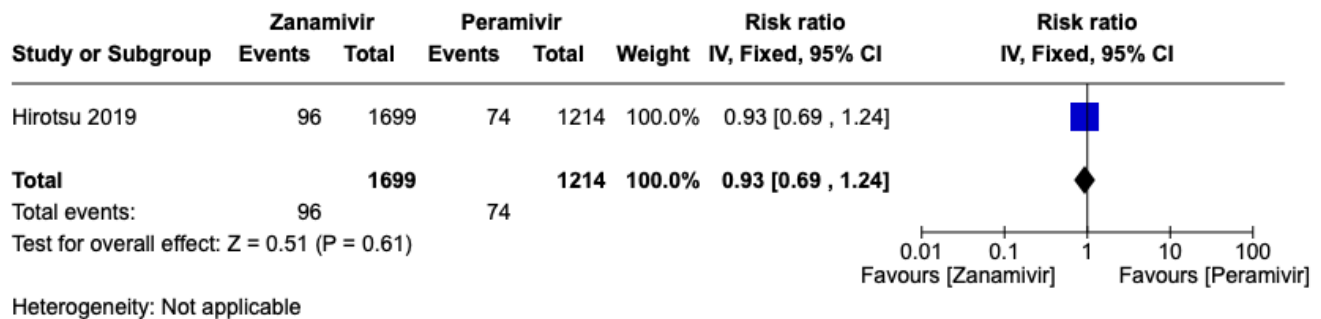 Zanamivir Peramivir Risk ratio Risk ratio
Study or Subgroup Events Total Events Total Weight IV, Fixed, 95% CI IV, Fixed, 95% CI
Hirotsu 2019 96 1699 74 1214 100.0% 0.93 [0.69 , 1.24]
Total 1699 1214 100.0% 0.93 [0.69 , 1.24]
Total events: 96 74
Test for overall effect: Z = 0.51 (P = 0.61)
0.01 0.1 1 10 100
Favours [Zanamivir] Favours [Peramivir]
Heterogeneity: Not applicable